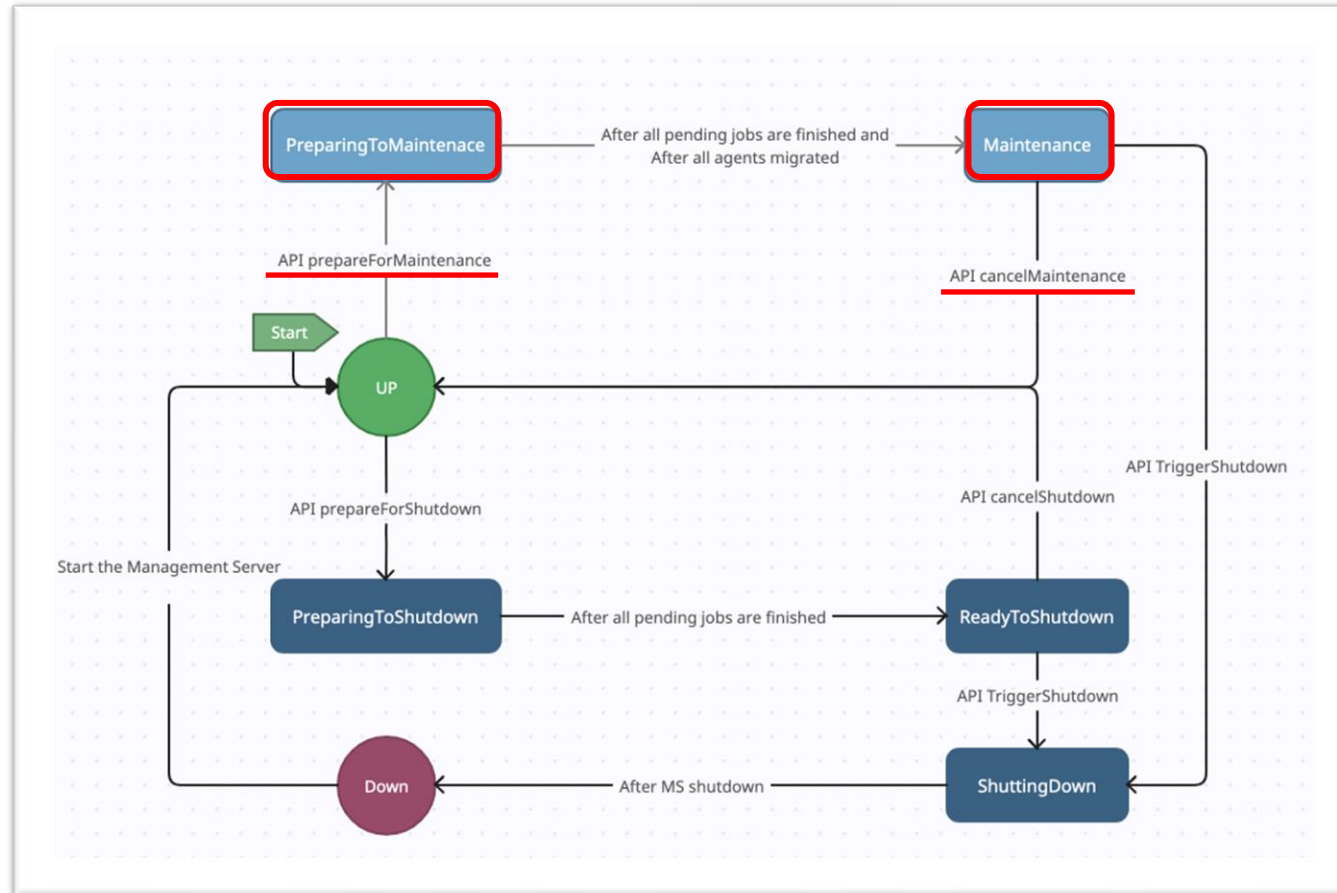 PreparingToMaintenace
After all pending jobs are finished and
After all agents migrated
Maintenance
API prepareForMaintenance
API cancelMaintenance
Start
UP
API TriggerShutdown
API prepareForShutdown
API cancelShutdown
Start the Management Server
PreparingToShutdown
After all pending jobs are finished
ReadyToShutdown
API TriggerShutdown
Down
After MS shutdown
ShuttingDown